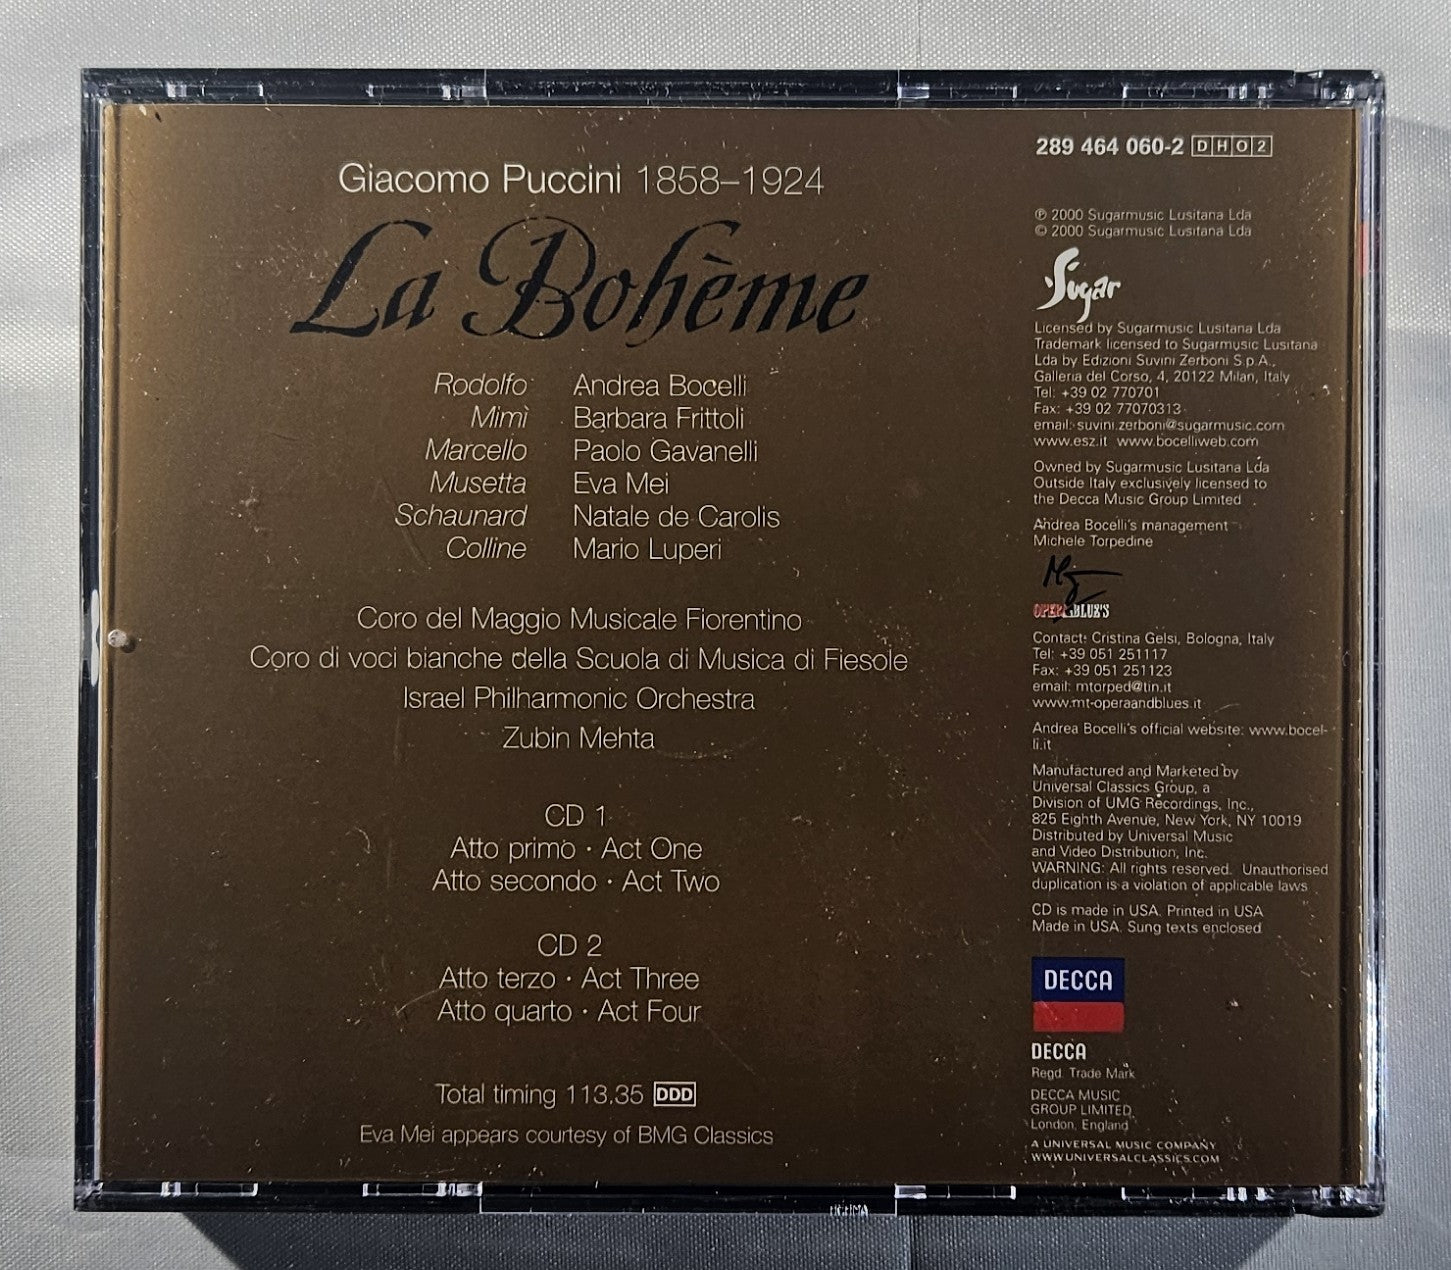 Giacomo Puccini 1858–1924
La Bohème
Rodolfo Andrea Bocelli
Mimì Barbara Frittoli
Marcello Paolo Gavanelli
Musetta Eva Mei
Schaunard Natale de Carolis
Colline Mario Luperi
Coro del Maggio Musicale Fiorentino
Coro di voci bianche della Scuola di Musica di Fiesole
Israel Philharmonic Orchestra
Zubin Mehta
CD 1
Atto primo · Act One
Atto secondo · Act Two
CD 2
Atto terzo · Act Three
Atto quarto · Act Four
Total timing 113.35 DDD
Eva Mei appears courtesy of BMG Classics
289 464 060-2 DHO2
℗ 2000 Sugarmusic Lusitana Lda
© 2000 Sugarmusic Lusitana Lda
Sugar
Licensed by Sugarmusic Lusitana Lda
Trademark licensed to Sugarmusic Lusitana
Lda by Edizioni Suvini Zerboni S.p.A.,
Galleria del Corso, 4, 20122 Milan, Italy
Tel: +39 02 770701
Fax: +39 02 77070313
email: suvini.zerboni@sugarmusic.com
www.esz.it www.bocelliweb.com
Owned by Sugarmusic Lusitana Lda
Outside Italy exclusively licensed to
the Decca Music Group Limited
Andrea Bocelli's management
Michele Torpedine
OPERA&BLUE'S
Contact: Cristina Gelsi, Bologna, Italy
Tel: +39 051 251117
Fax: +39 051 251123
email: mtorped@tin.it
www.mt-operaandblues.it
Andrea Bocelli's official website: www.bocel-
li.it
Manufactured and Marketed by
Universal Classics Group, a
Division of UMG Recordings, Inc.,
825 Eighth Avenue, New York, NY 10019
Distributed by Universal Music
and Video Distribution, Inc.
WARNING: All rights reserved. Unauthorised
duplication is a violation of applicable laws
CD is made in USA. Printed in USA
Made in USA. Sung texts enclosed
DECCA
DECCA
Regd. Trade Mark
DECCA MUSIC
GROUP LIMITED
London, England
A UNIVERSAL MUSIC COMPANY
WWW.UNIVERSALCLASSICS.COM